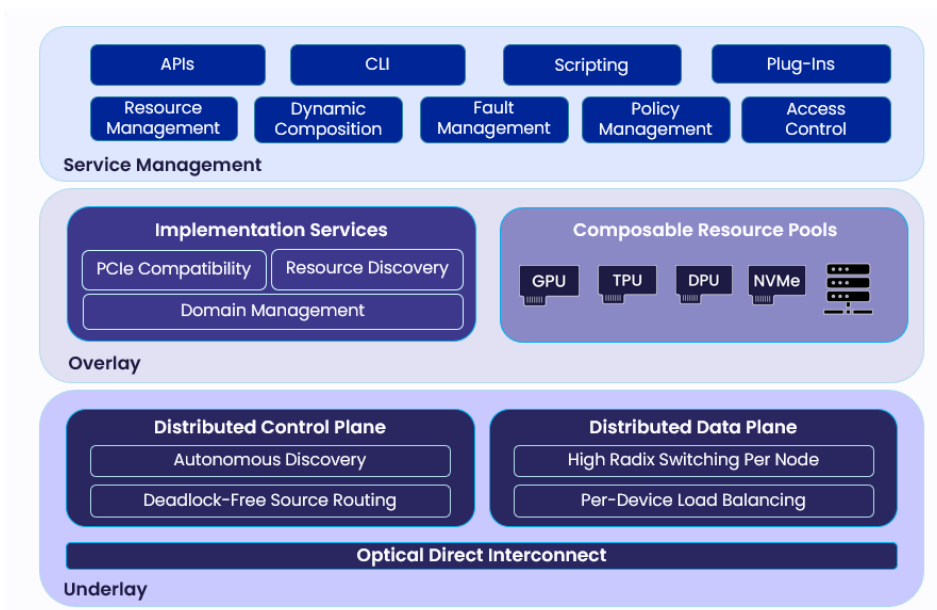 APIs
CLI
Scripting
Plug-Ins
Resource
Management
Dynamic
Composition
Fault
Management
Policy
Management
Access
Control
Service Management
Implementation Services
PCIe Compatibility
Resource Discovery
Domain Management
Composable Resource Pools
GPU
TPU
DPU
NVMe
Overlay
Distributed Control Plane
Autonomous Discovery
Deadlock-Free Source Routing
Distributed Data Plane
High Radix Switching Per Node
Per-Device Load Balancing
Optical Direct Interconnect
Underlay